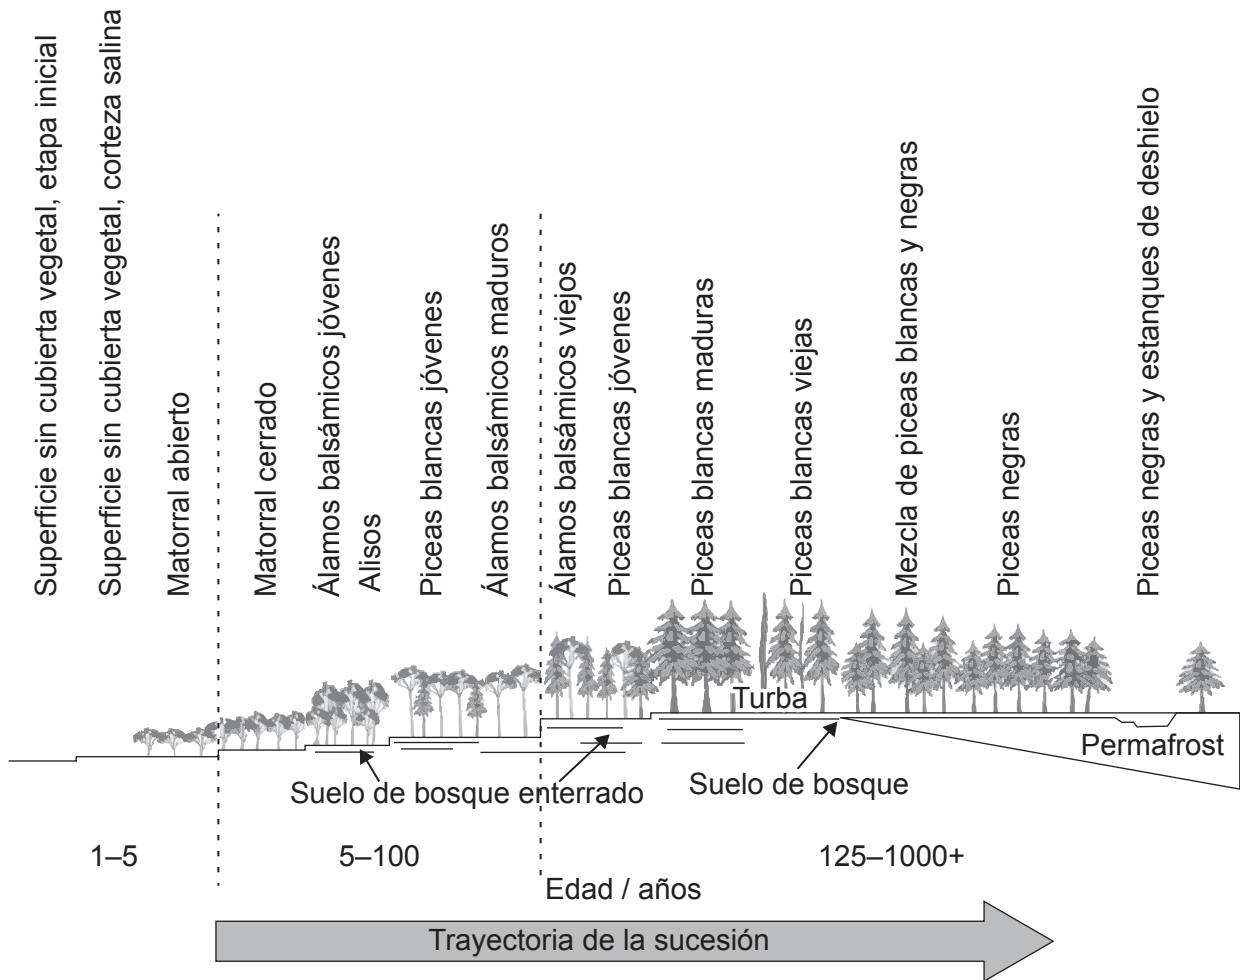 Superficie sin cubierta vegetal, etapa inicial
Superficie sin cubierta vegetal, corteza salina
Matorral abierto
Matorral cerrado
Álamos balsámicos jóvenes
Alisos
Piceas blancas jóvenes
Álamos balsámicos maduros
Álamos balsámicos viejos
Piceas blancas jóvenes
Piceas blancas maduras
Piceas blancas viejas
Mezcla de piceas blancas y negras
Piceas negras
Piceas negras y estanques de deshielo
Turba
Permafrost
Suelo de bosque enterrado
Suelo de bosque
1–5
5–100
125–1000+
Edad / años
Trayectoria de la sucesión